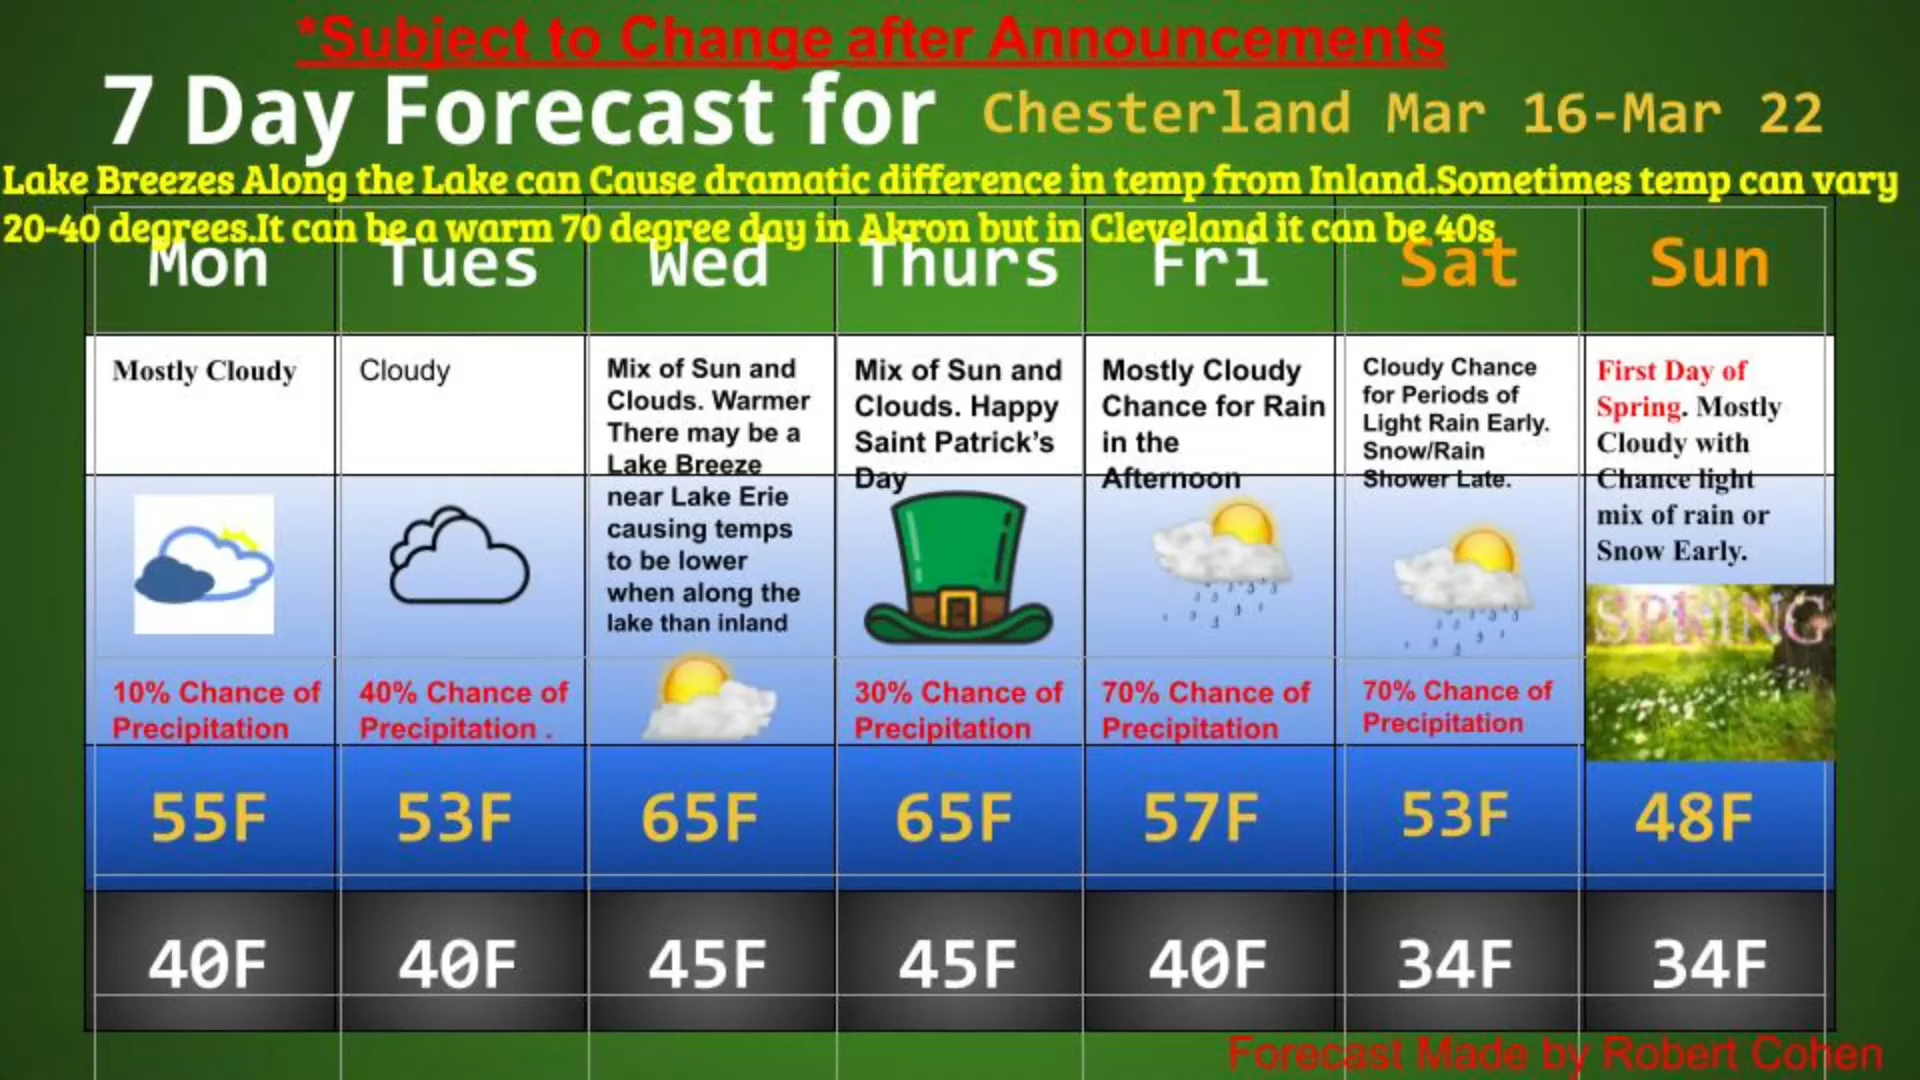 *Subject to Change after Announcements
7 Day Forecast for Chesterland Mar 16-Mar 22
Lake Breezes Along the Lake can Cause dramatic difference in temp from Inland.Sometimes temp can vary
20-40 degrees.It can be a warm 70 degree day in Akron but in Cleveland it can be 40s
Mon Tues Wed Thurs Fri Sat Sun
Mostly Cloudy
Cloudy
Mix of Sun and
Clouds. Warmer
There may be a
Lake Breeze
near Lake Erie
causing temps
to be lower
when along the
lake than inland
Mix of Sun and
Clouds. Happy
Saint Patrick's
Day
Mostly Cloudy
Chance for Rain
in the
Afternoon
Cloudy Chance
for Periods of
Light Rain Early.
Snow/Rain
Shower Late.
First Day of
Spring. Mostly
Cloudy with
Chance light
mix of rain or
Snow Early.
SPRING
10% Chance of
Precipitation
40% Chance of
Precipitation .
30% Chance of
Precipitation
70% Chance of
Precipitation
70% Chance of
Precipitation
55F 53F 65F 65F 57F 53F 48F
40F 40F 45F 45F 40F 34F 34F
Forecast Made by Robert Cohen